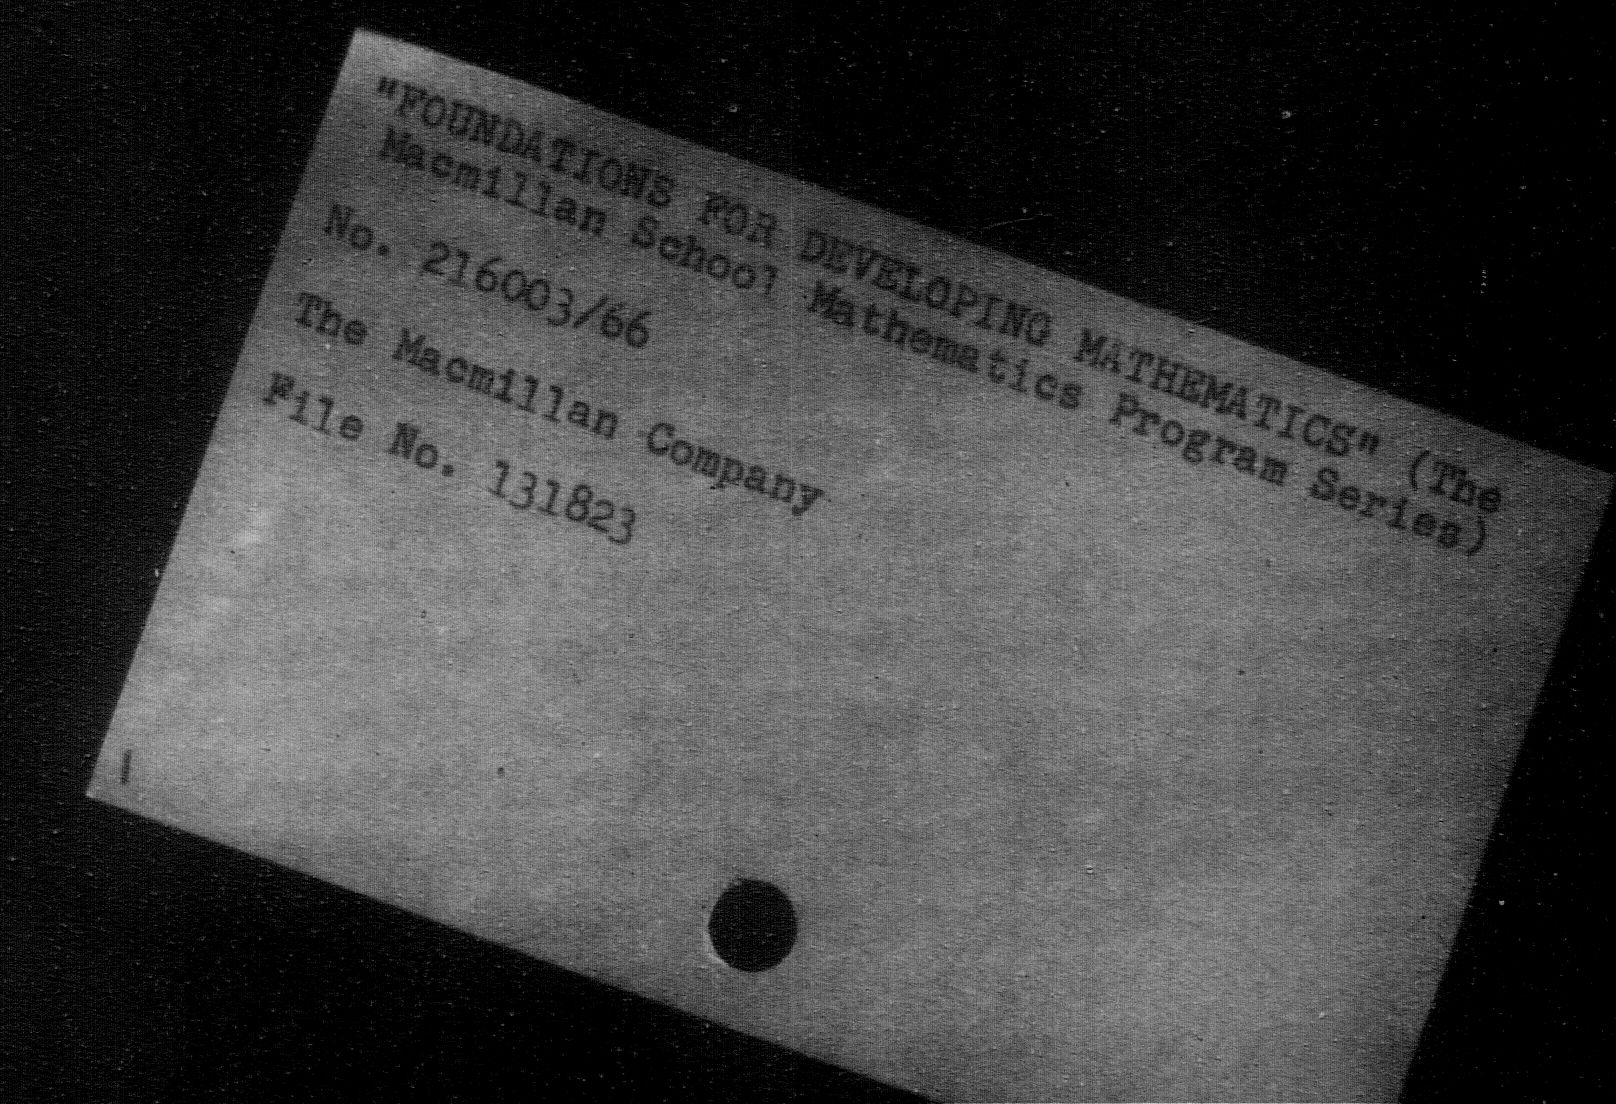 "FOUNDATIONS FOR DEVELOPING MATHEMATICS" (The
Macmillan School Mathematics Program Series)
No. 216003/66
The Macmillan Company
File No. 131823